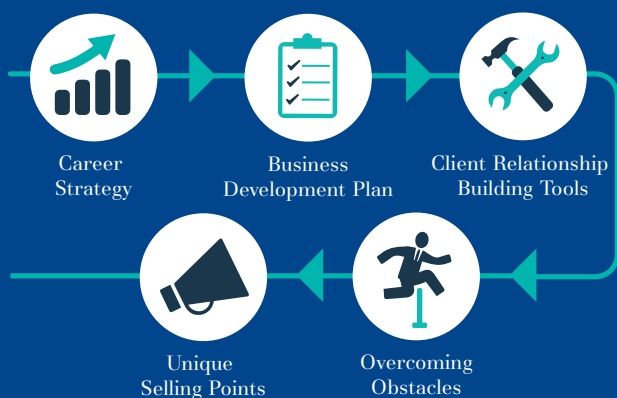 Career
Strategy
Business
Development Plan
Client Relationship
Building Tools
Unique
Selling Points
Overcoming
Obstacles